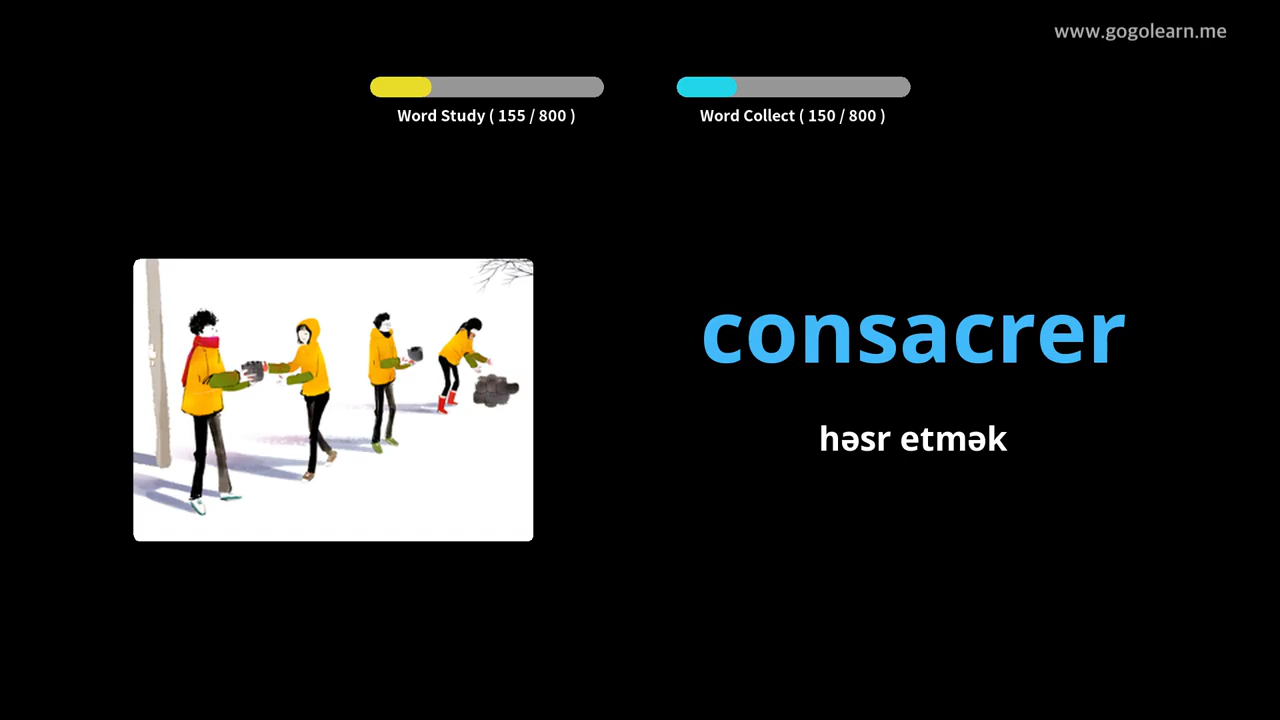 www.gogolearn.me
Word Study ( 155 / 800 )
Word Collect ( 150 / 800 )
consacrer
həsr etmək